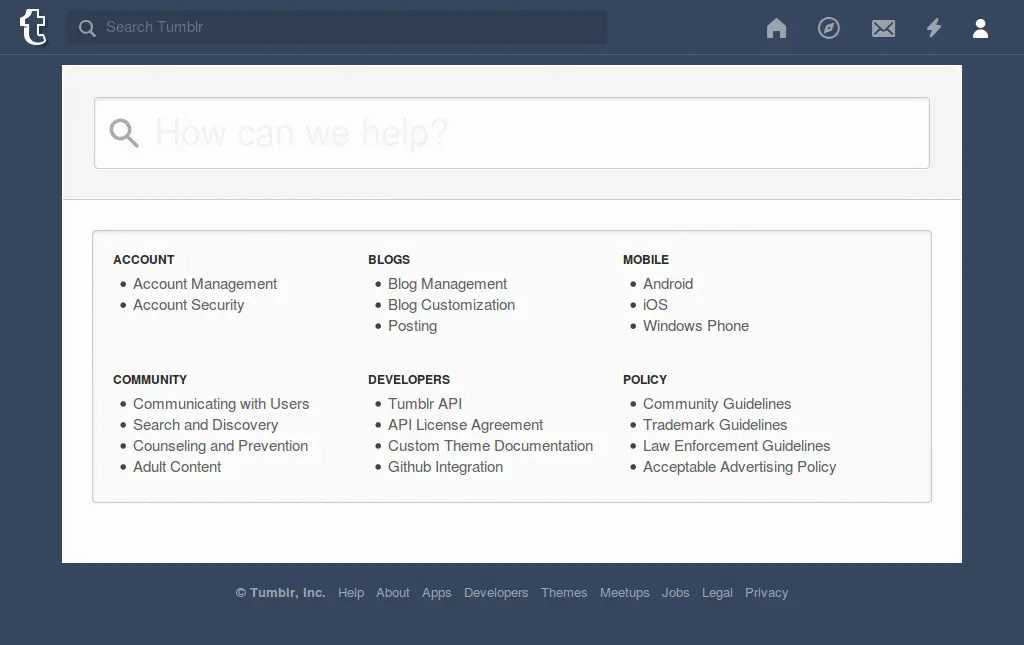 t Search Tumblr
How can we help?
ACCOUNT
• Account Management
• Account Security
BLOGS
• Blog Management
• Blog Customization
• Posting
MOBILE
• Android
• iOS
• Windows Phone
COMMUNITY
• Communicating with Users
• Search and Discovery
• Counseling and Prevention
• Adult Content
DEVELOPERS
• Tumblr API
• API License Agreement
• Custom Theme Documentation
• Github Integration
POLICY
• Community Guidelines
• Trademark Guidelines
• Law Enforcement Guidelines
• Acceptable Advertising Policy
© Tumblr, Inc. Help About Apps Developers Themes Meetups Jobs Legal Privacy